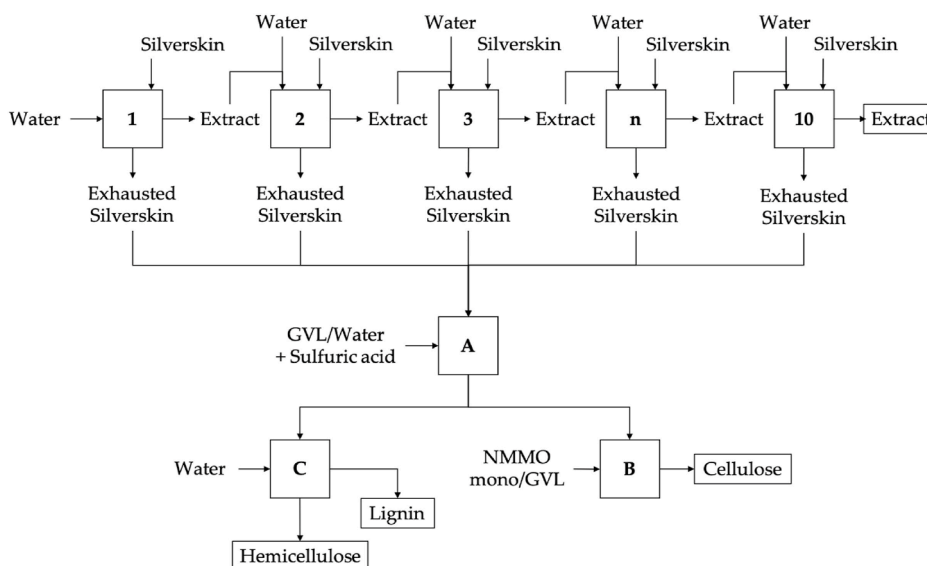 Water
Water
Water
Water
Silverskin
Silverskin
Silverskin
Silverskin
Silverskin
Water
1
Extract
2
Extract
3
Extract
n
Extract
10
Extract
Exhausted
Silverskin
Exhausted
Silverskin
Exhausted
Silverskin
Exhausted
Silverskin
Exhausted
Silverskin
GVL/Water
+ Sulfuric acid
A
Water
C
Lignin
Hemicellulose
NMMO
mono/GVL
B
Cellulose